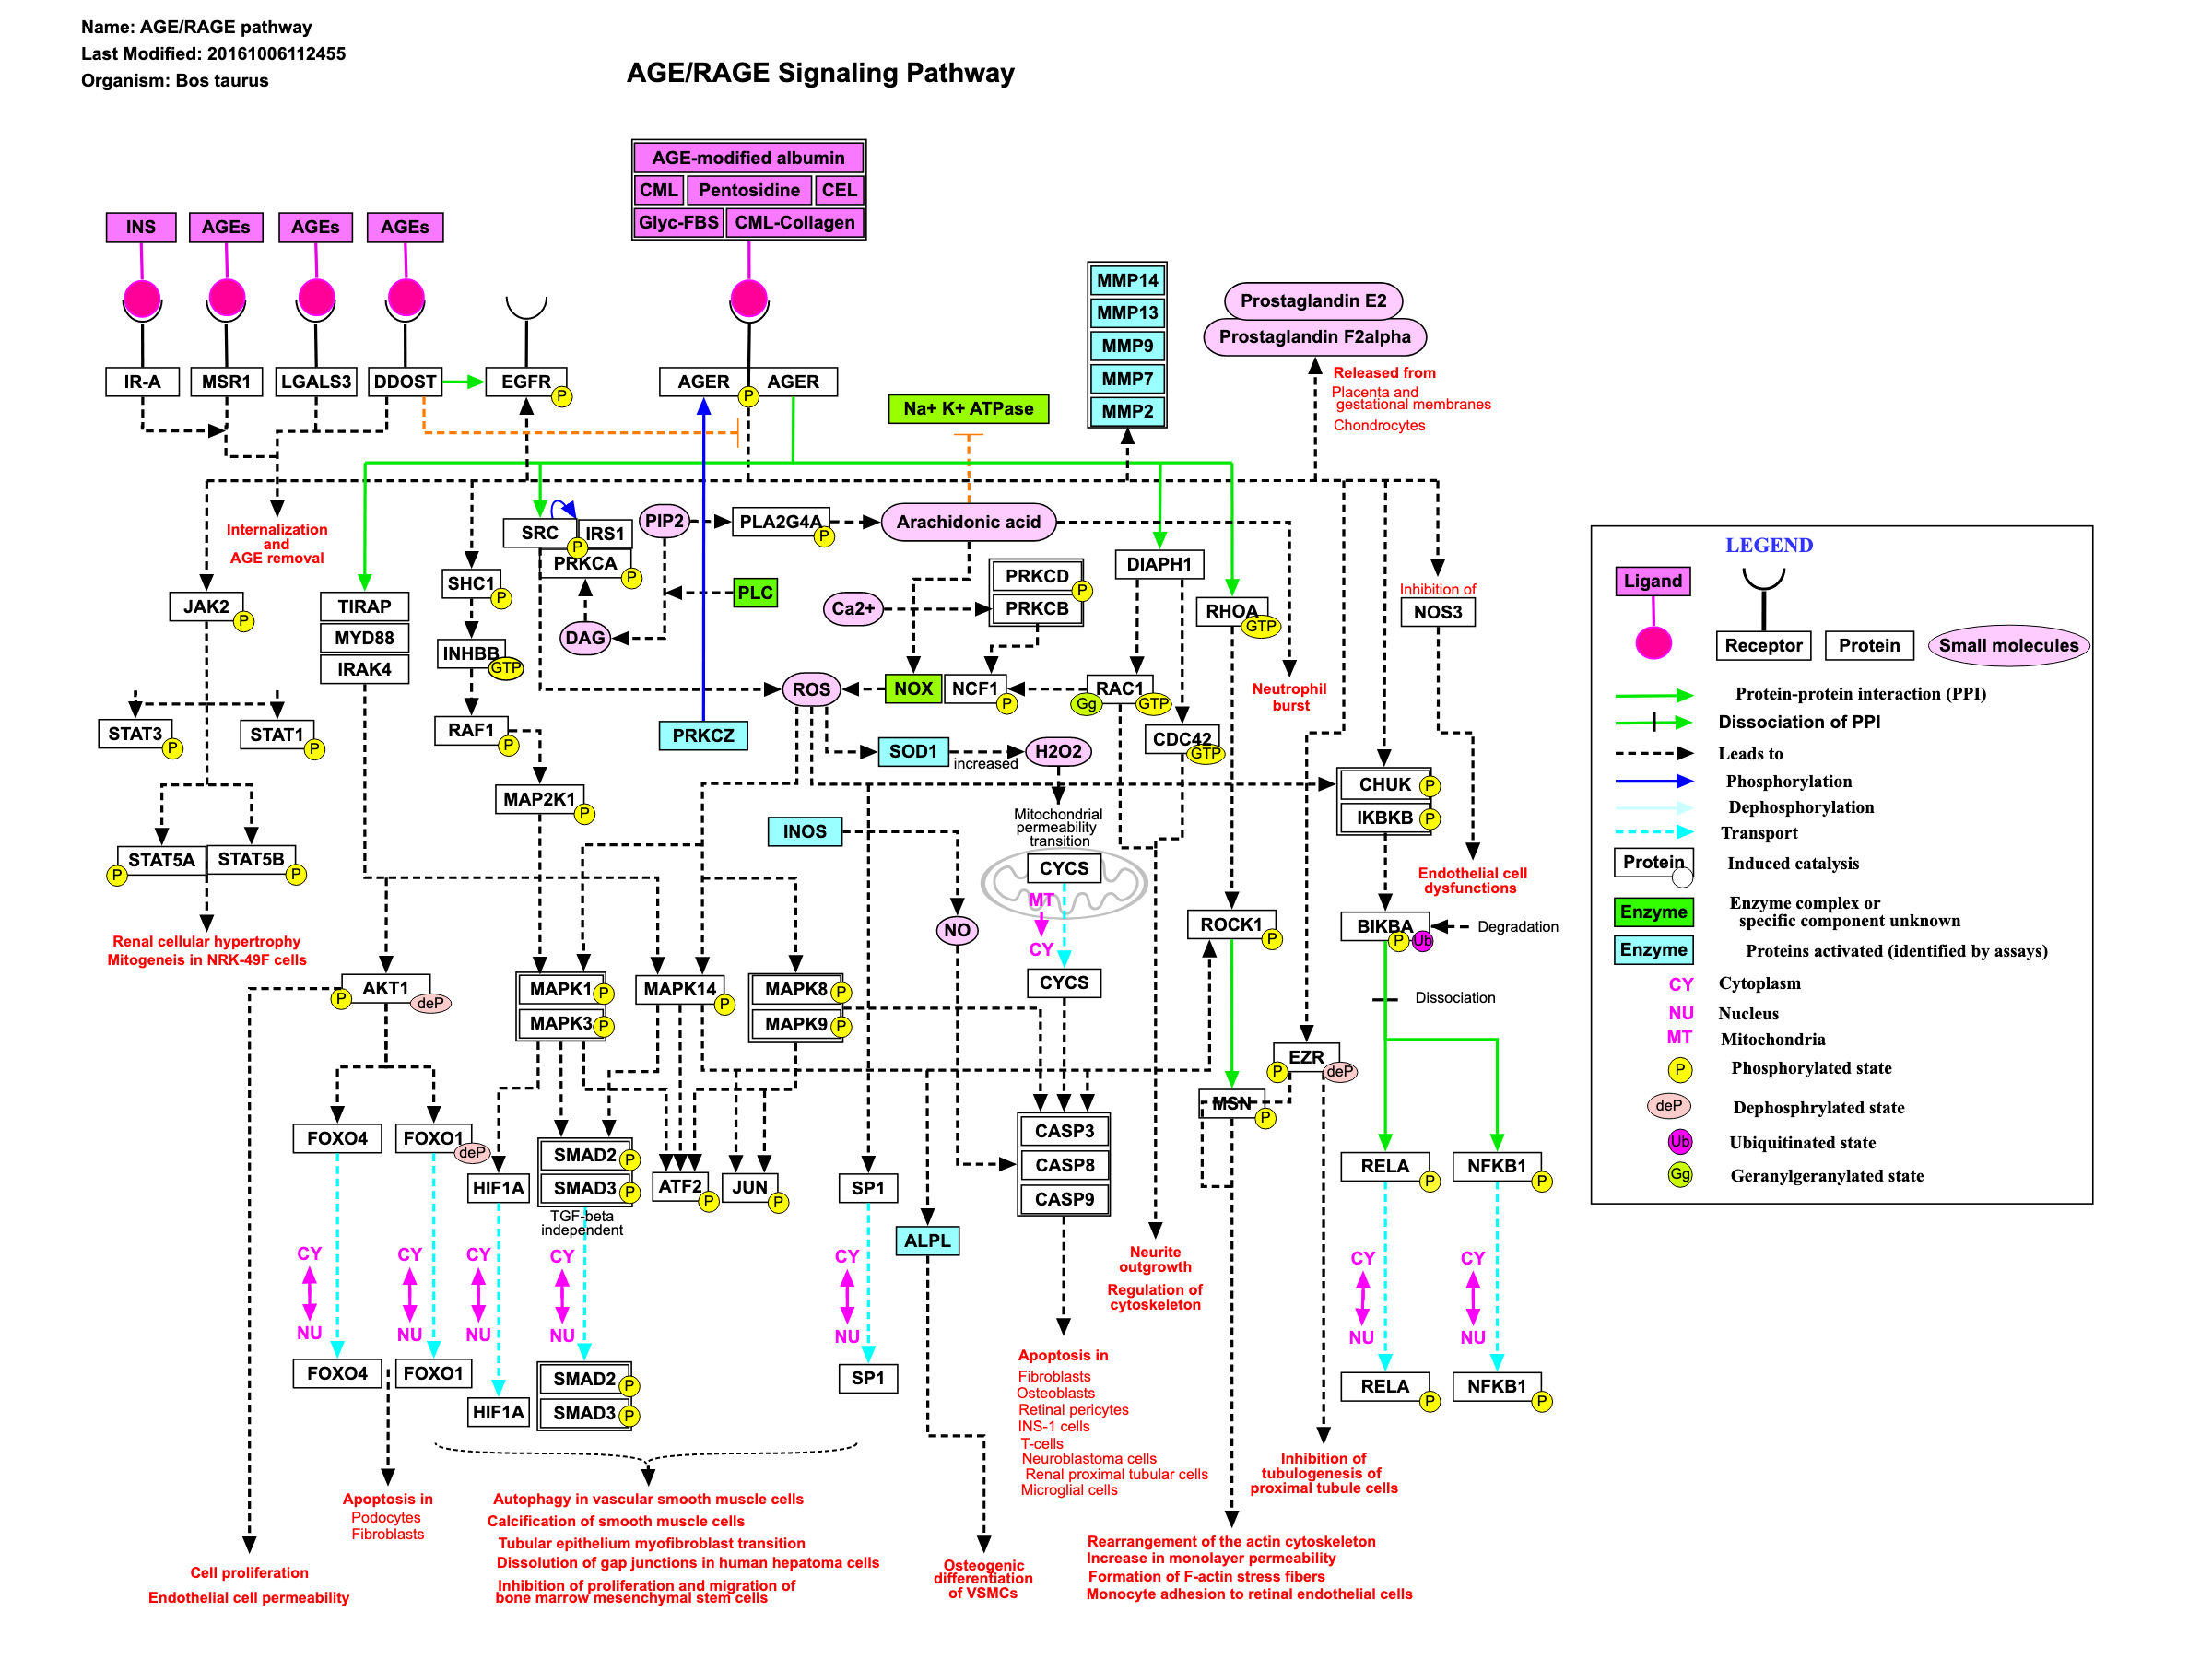 Name: AGE/RAGE pathway
Last Modified: 20161006112455
Organism: Bos taurus
AGE/RAGE Signaling Pathway
AGE-modified albumin
CML Pentosidine CEL
Glyc-FBS CML-Collagen
INS AGEs AGEs AGEs
MMP14
MMP13
MMP9
MMP7
MMP2
Prostaglandin E2
Prostaglandin F2alpha
Released from
Placenta and
gestational membranes
Chondrocytes
IR-A MSR1 LGALS3 DDOST EGFR P AGER P AGER
Na+ K+ ATPase
Internalization
and
AGE removal
SRC P IRS1
PRKCA P
PIP2 PLA2G4A P Arachidonic acid
DIAPH1
PRKCD P
PRKCB
SHC1 P
PLC
Ca2+
DAG
JAK2 P
TIRAP
MYD88
IRAK4
INHBB GTP
RHOA GTP
Inhibition of
NOS3
ROS NOX NCF1 P RAC1 Gg GTP
Neutrophil
burst
STAT3 P STAT1 P
RAF1 P
PRKCZ
SOD1 increased H2O2
CDC42 GTP
MAP2K1 P
CHUK P
IKBKB P
Mitochondrial
permeability
transition
INOS
STAT5A P STAT5B P
CYCS
MT
CY
CYCS
Endothelial cell
dysfunctions
NO
ROCK1 P
BIKBA P Ub Degradation
Renal cellular hypertrophy
Mitogeneis in NRK-49F cells
AKT1 P deP
MAPK1 P
MAPK3 P
MAPK14 P
MAPK8 P
MAPK9 P
Dissociation
EZR P deP
MSN P
FOXO4 FOXO1 deP
HIF1A
SMAD2 P
SMAD3 P
TGF-beta
independent
ATF2 P JUN P
SP1
CASP3
CASP8
CASP9
RELA P NFKB1 P
ALPL
CY CY CY CY CY CY CY
NU NU NU NU NU NU NU
Neurite
outgrowth
Regulation of
cytoskeleton
FOXO4 FOXO1
HIF1A
SMAD2 P
SMAD3 P
SP1
RELA P NFKB1 P
Apoptosis in
Fibroblasts
Osteoblasts
Retinal pericytes
INS-1 cells
T-cells
Neuroblastoma cells
Renal proximal tubular cells
Microglial cells
Inhibition of
tubulogenesis of
proximal tubule cells
Apoptosis in
Podocytes
Fibroblasts
Autophagy in vascular smooth muscle cells
Calcification of smooth muscle cells
Tubular epithelium myofibroblast transition
Dissolution of gap junctions in human hepatoma cells
Inhibition of proliferation and migration of
bone marrow mesenchymal stem cells
Cell proliferation
Endothelial cell permeability
Osteogenic
differentiation
of VSMCs
Rearrangement of the actin cytoskeleton
Increase in monolayer permeability
Formation of F-actin stress fibers
Monocyte adhesion to retinal endothelial cells
LEGEND
Ligand
Receptor Protein Small molecules
Protein-protein interaction (PPI)
Dissociation of PPI
Leads to
Phosphorylation
Dephosphorylation
Transport
Protein Induced catalysis
Enzyme Enzyme complex or
specific component unknown
Enzyme Proteins activated (identified by assays)
CY Cytoplasm
NU Nucleus
MT Mitochondria
P Phosphorylated state
deP Dephosphrylated state
Ub Ubiquitinated state
Gg Geranylgeranylated state